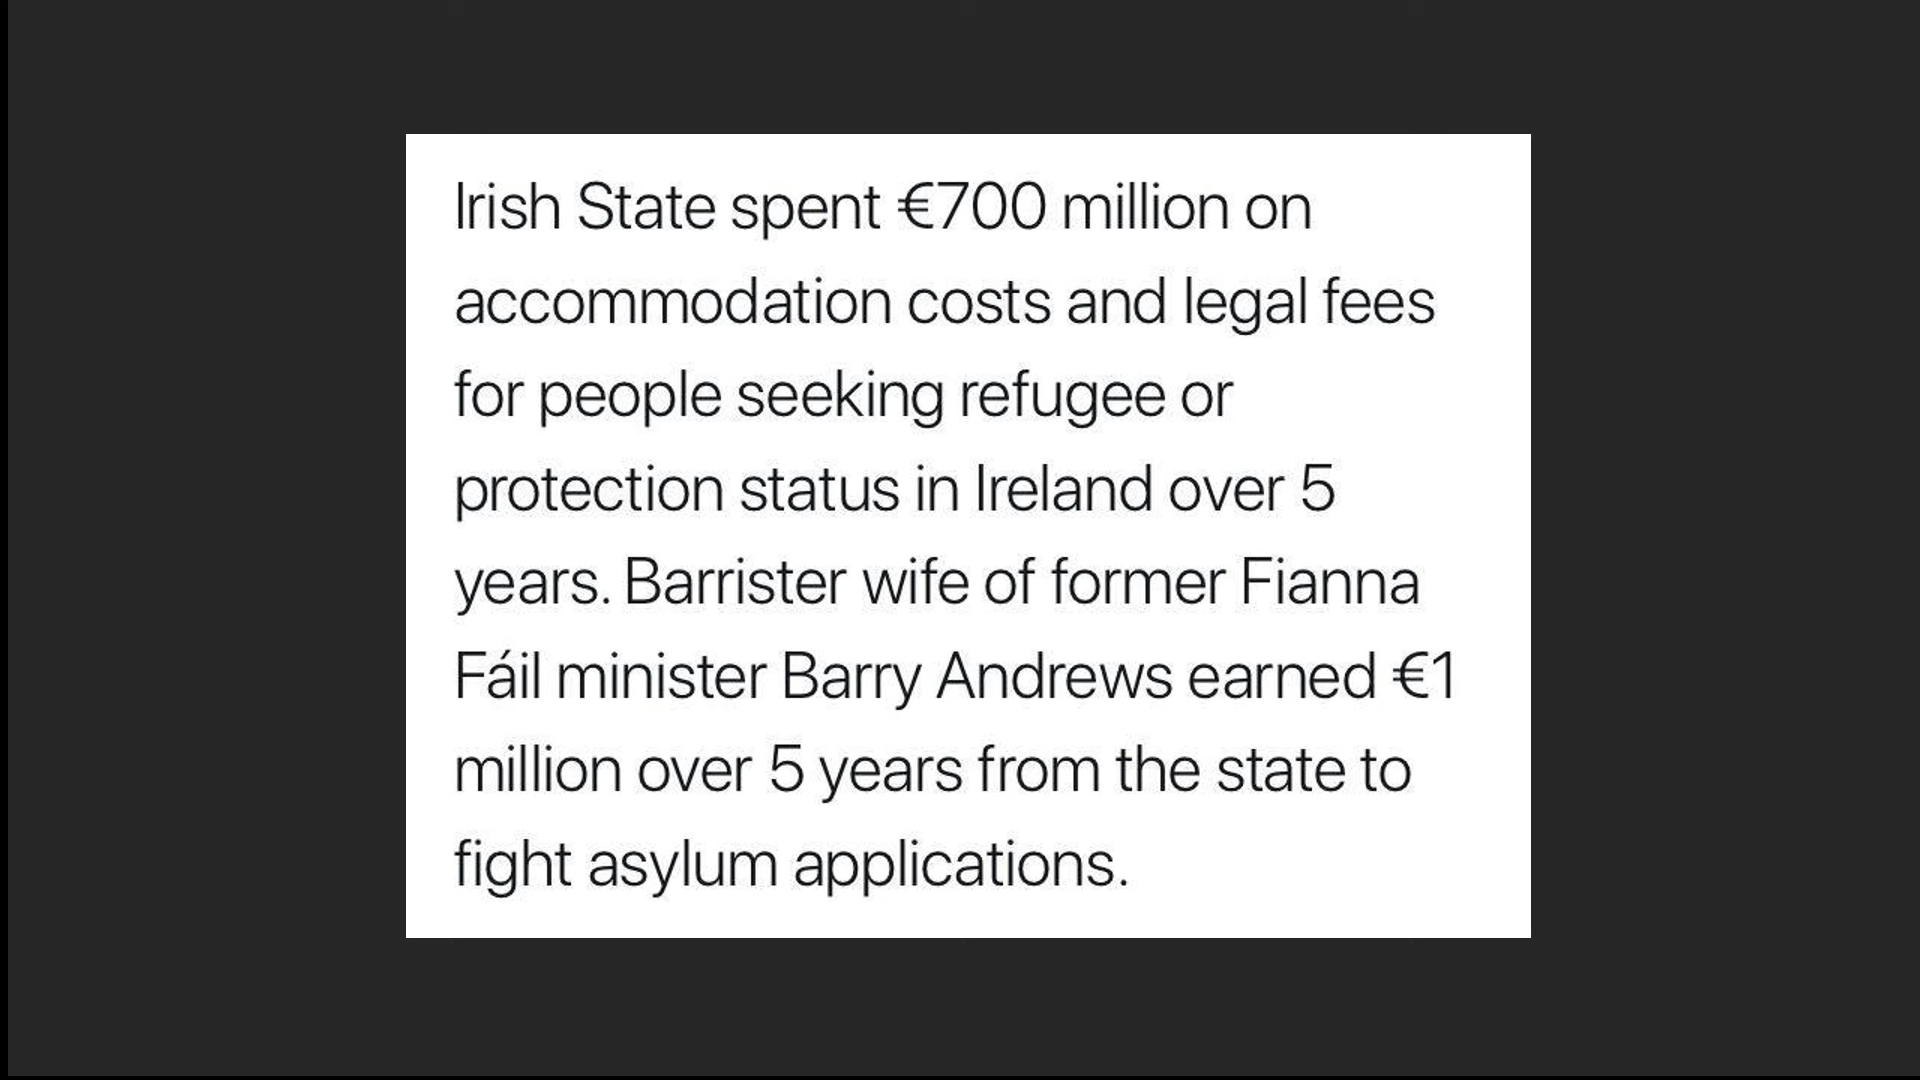 Irish State spent €700 million on
accommodation costs and legal fees
for people seeking refugee or
protection status in Ireland over 5
years. Barrister wife of former Fianna
Fáil minister Barry Andrews earned €1
million over 5 years from the state to
fight asylum applications.